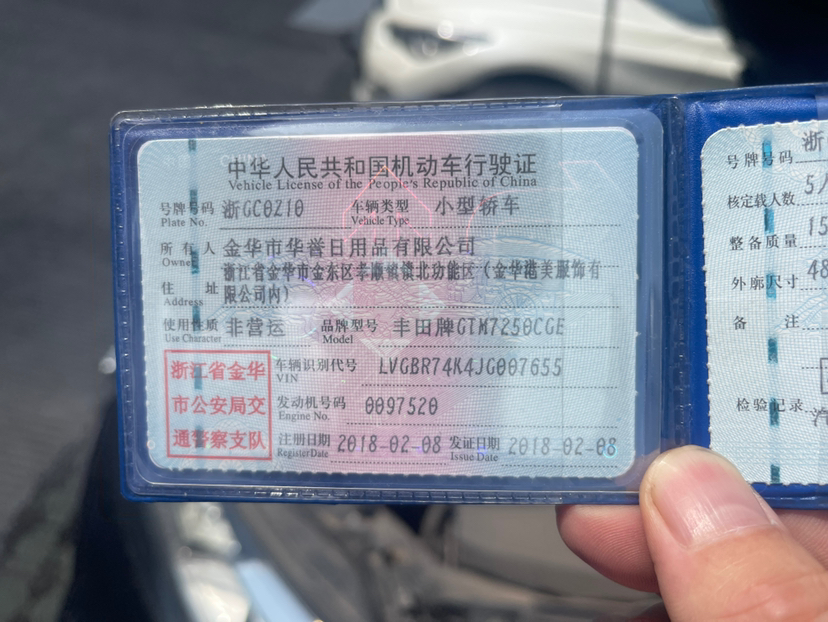 中华人民共和国机动车行驶证
Vehicle License of the People's Republic of China
号牌号码 浙GC0Z10 车辆类型 小型轿车
Plate No. Vehicle Type
所有人 金华市华誉日用品有限公司
Owner
住址 浙江省金华市金东区孝顺镇镇北功能区（金华港美服饰有
Address 限公司内）
使用性质 非营运 品牌型号 丰田牌GTM7250CGE
Use Character Model
浙江省金华
市公安局交
通警察支队
车辆识别代号 LVGBR74K4JG007655
VIN
发动机号码 0097520
Engine No.
注册日期 2018-02-08 发证日期 2018-02-08
Register Date Issue Date
号牌号码 浙
核定载人数 5人
整备质量 15
外廓尺寸 48
备注
检验记录